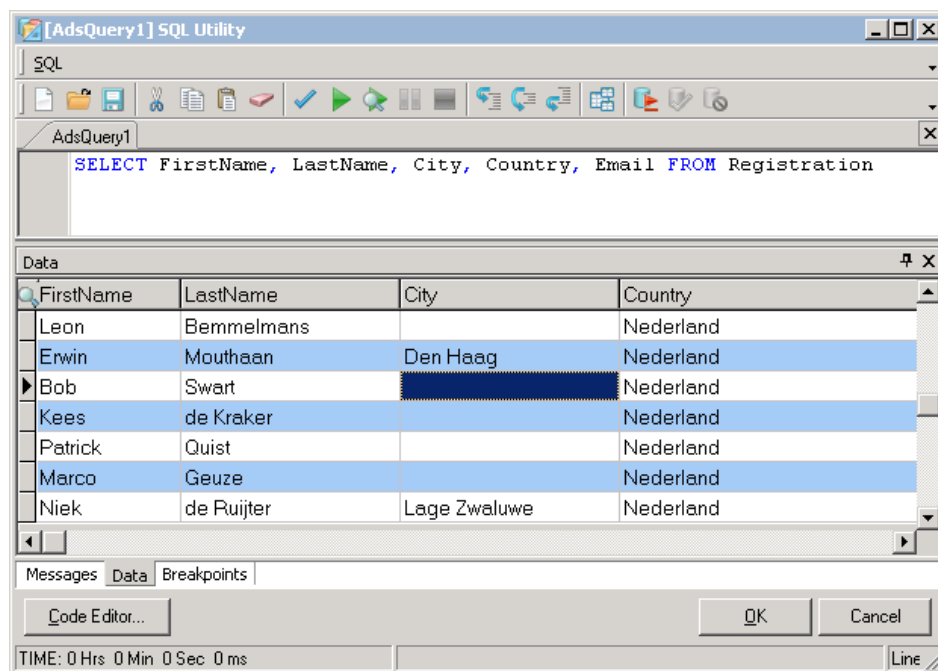 [AdsQuery1] SQL Utility
SQL
AdsQuery1
SELECT FirstName, LastName, City, Country, Email FROM Registration
Data
FirstName LastName City Country
Leon Bemmelmans Nederland
Erwin Mouthaan Den Haag Nederland
Bob Swart Nederland
Kees de Kraker Nederland
Patrick Quist Nederland
Marco Geuze Nederland
Niek de Ruijter Lage Zwaluwe Nederland
Messages Data Breakpoints
Code Editor... OK Cancel
TIME: 0 Hrs 0 Min 0 Sec 0 ms Line